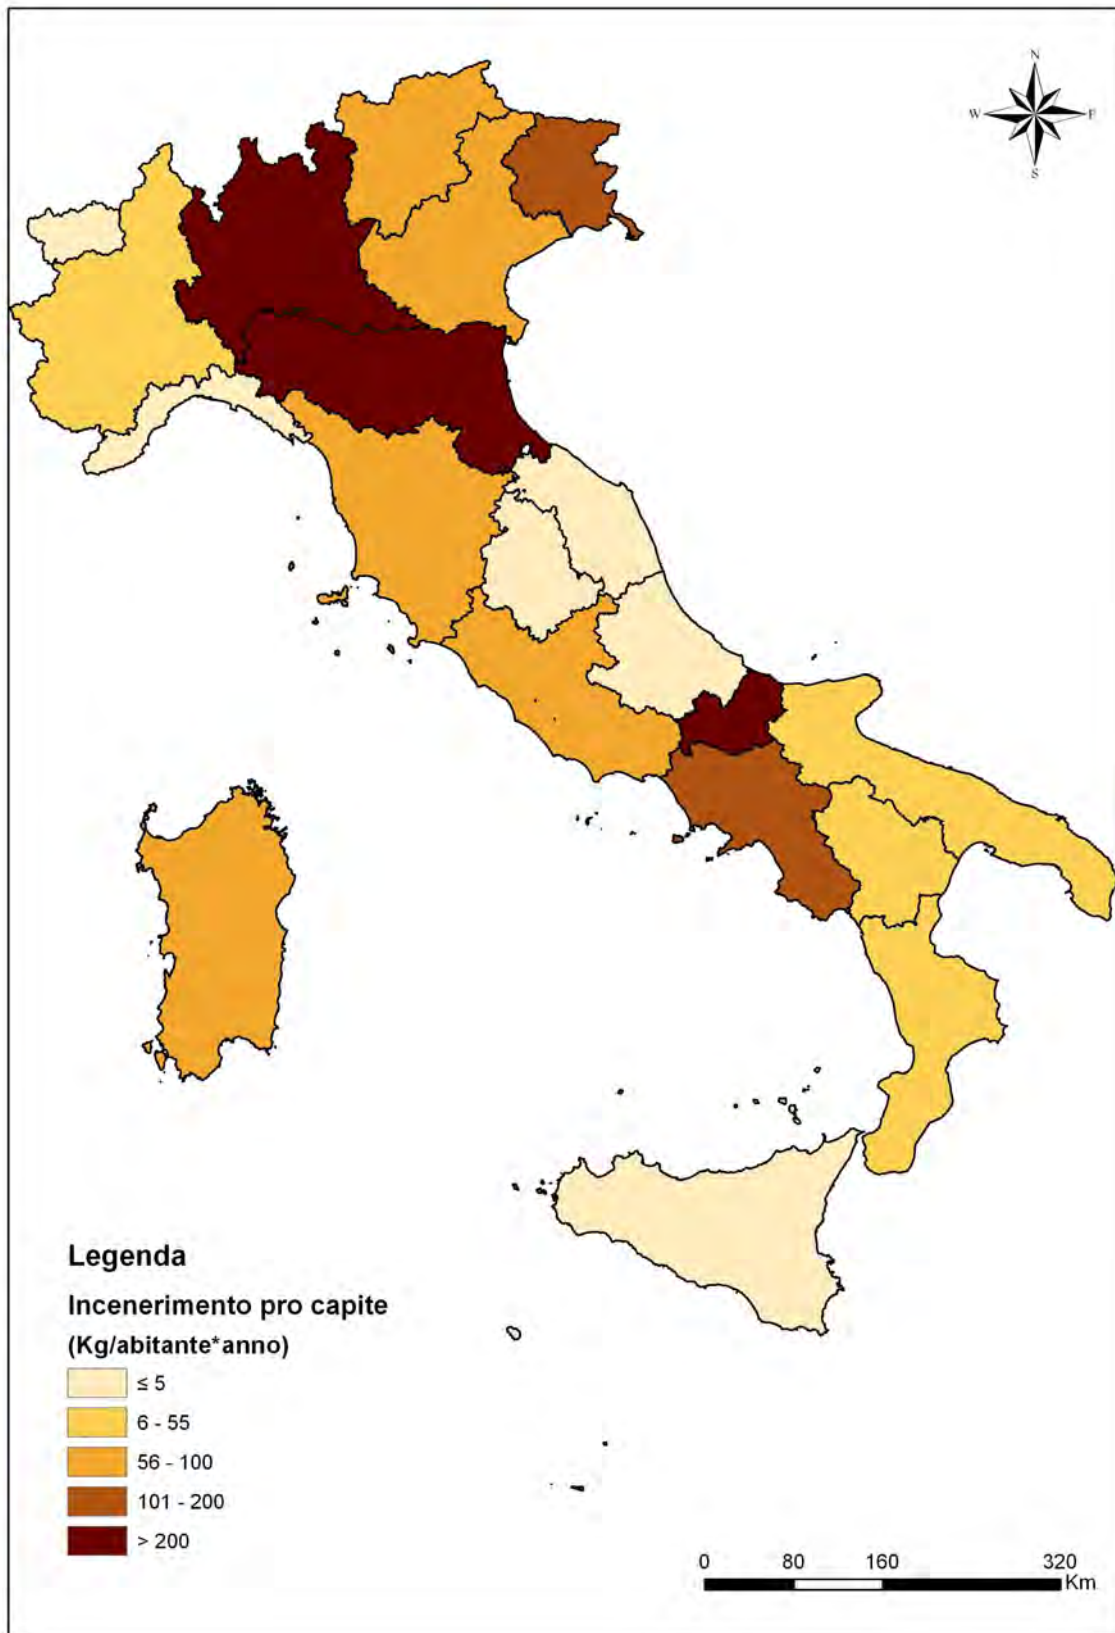 N
W E
S
Legenda
Incenerimento pro capite
(Kg/abitante*anno)
≤ 5
6 - 55
56 - 100
101 - 200
> 200
0 80 160 320
Km